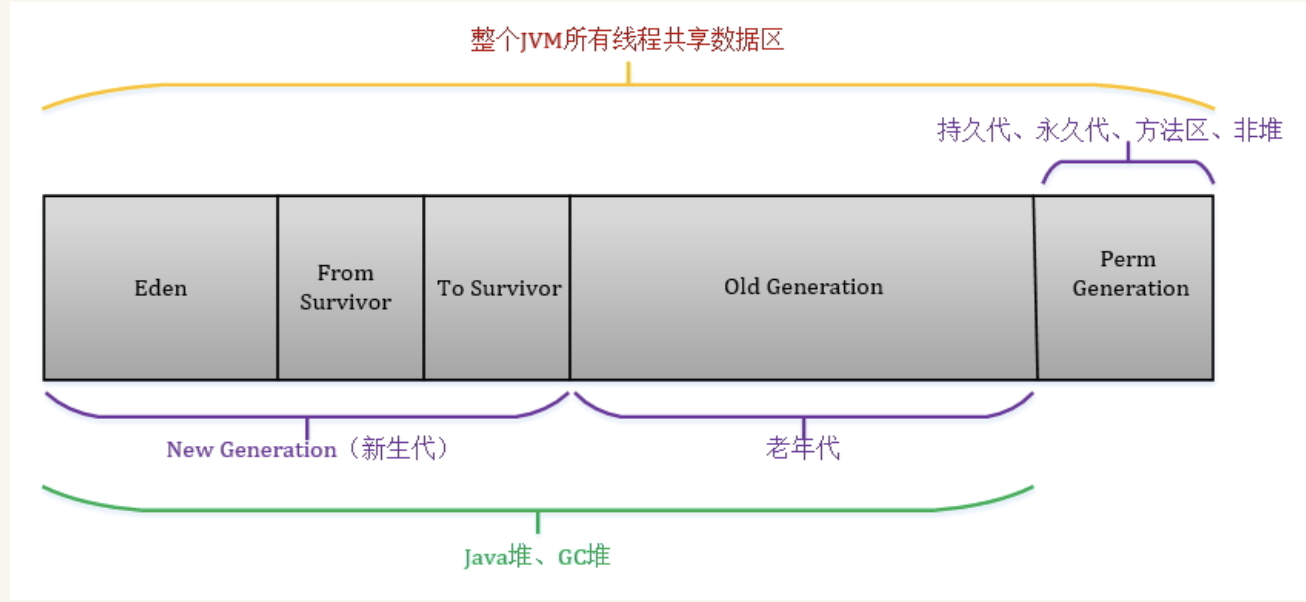 整个JVM所有线程共享数据区
持久代、永久代、方法区、非堆
Eden
From
Survivor
To Survivor
Old Generation
Perm
Generation
New Generation（新生代）
老年代
Java堆、GC堆